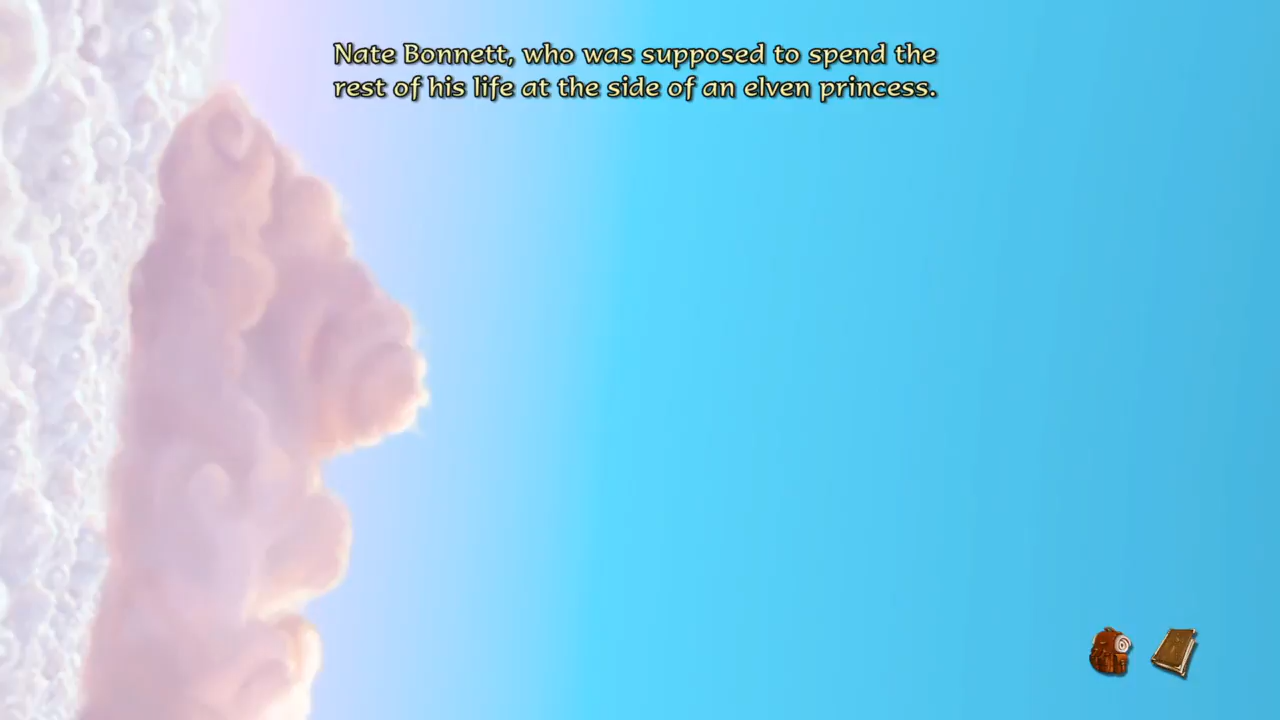 Nate Bonnett, who was supposed to spend the
rest of his life at the side of an elven princess.